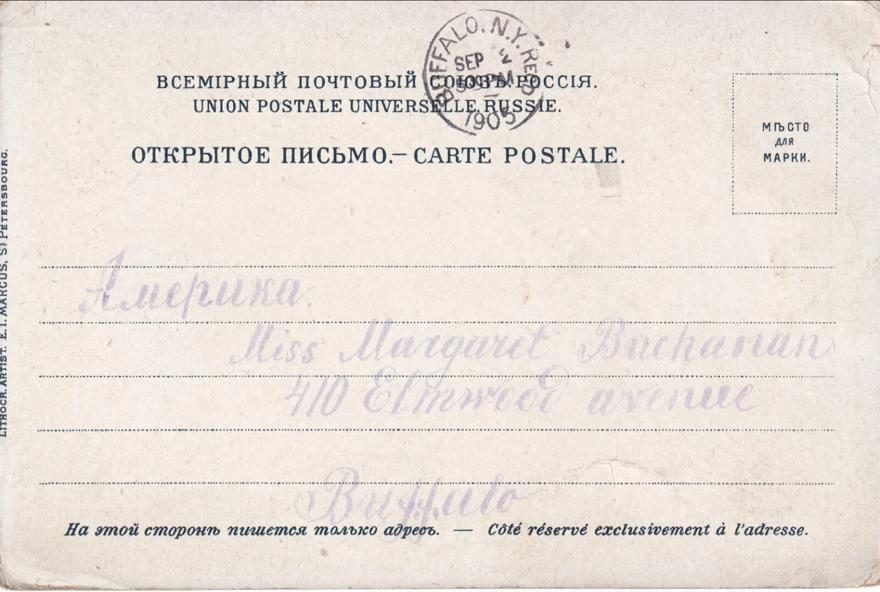 BUFFALO, N.Y. REC'D
SEP 2
1905
ВСЕМІРНЫЙ ПОЧТОВЫЙ СОЮЗЪ. РОССІЯ.
UNION POSTALE UNIVERSELLE. RUSSIE.
ОТКРЫТОЕ ПИСЬМО.— CARTE POSTALE.
МѢСТО
ДЛЯ
МАРКИ.
LITHOGR. ARTIST. E. I. MARCUS, ST PÉTERSBOURG.
Америка.
Miss Margaret Buchanan
410 Elmwood avenue
Buffalo
На этой сторонѣ пишется только адресъ. — Côté réservé exclusivement à l'adresse.